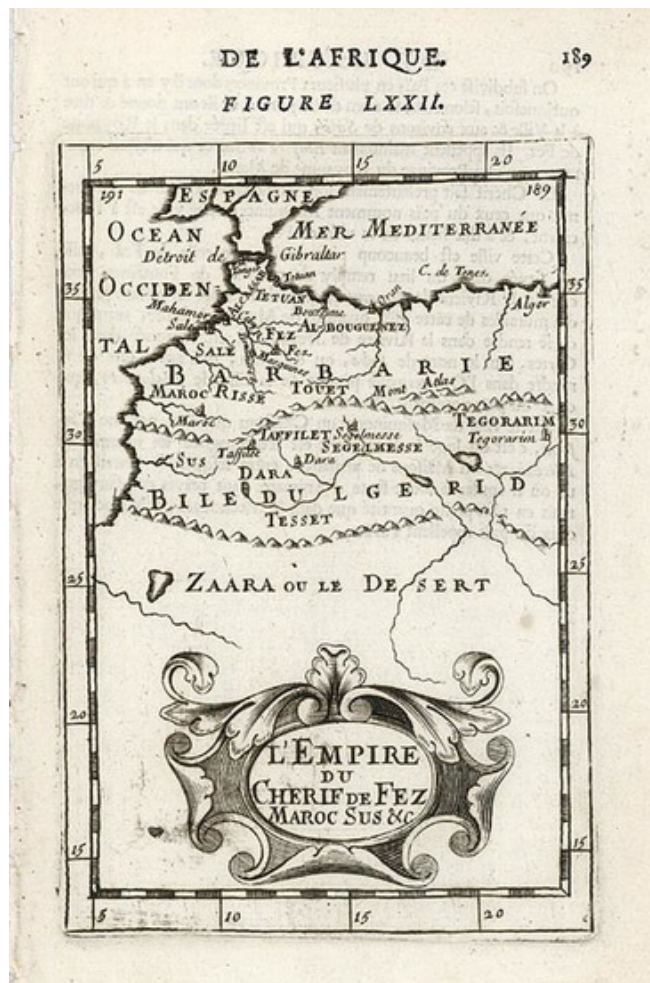 DE L'AFRIQUE. 189
FIGURE LXXII.
5 10 15 20
191 ESPAGNE 189
OCEAN MER MEDITERRANÉE
Détroit de Gibraltar
Tetuan C. de Tenes
OCCIDEN TETUAN Oran
35 35
Mahamor Alger
Sale AL-BOUGUENEZ
FEZ
TAL SALÉ Fez
BARBARIE
MAROC RISSE TOUET Mont Atlas
Maroc TEGORARIM
30 TAFFILET Segelmesse Tegorarim 30
SEGELMESSE
SUS Taffilet Dara
DARA
BILEDULGERID
TESSET
25 ZAARA OU LE DESERT 25
20 20
L'EMPIRE
DU
CHERIF DE FEZ
MAROC SUS &C
15 15
5 10 15 20